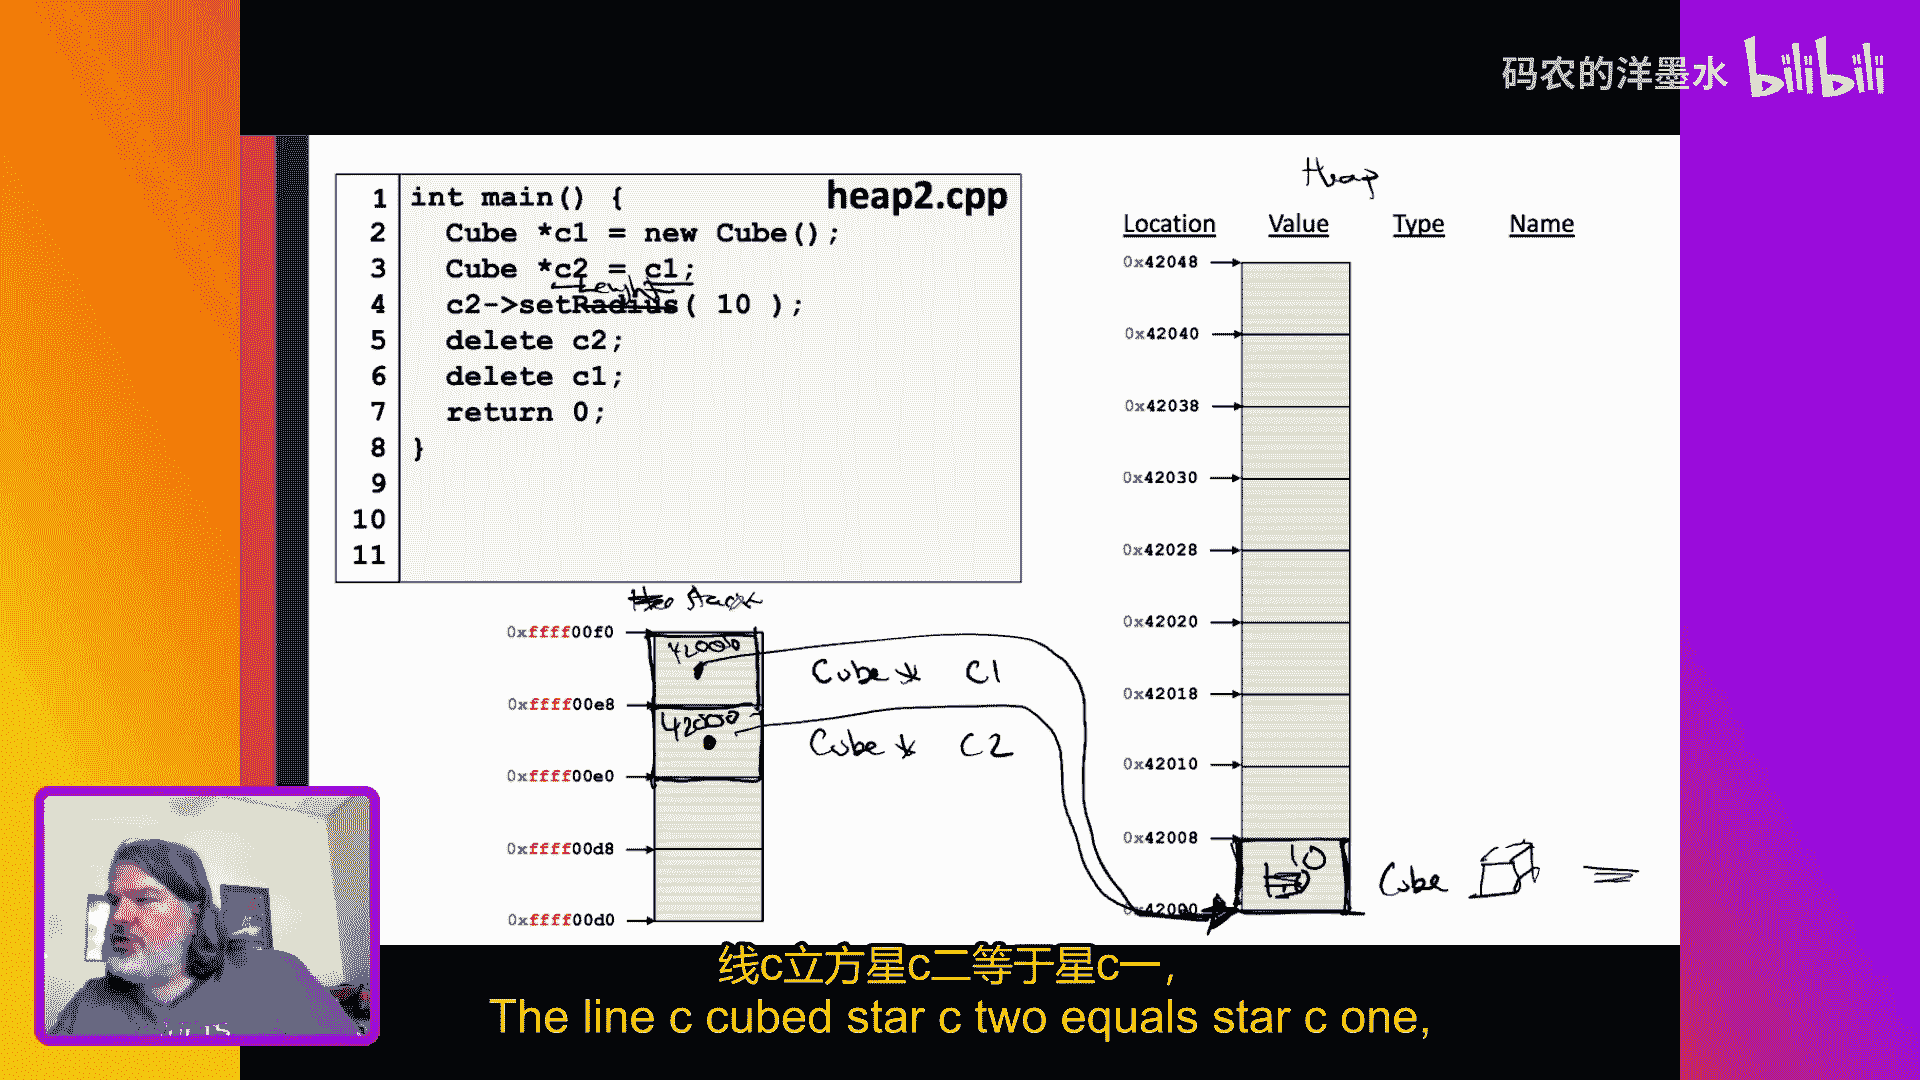 码农的洋墨水 bilibili
heap2.cpp
1 int main() {
2 Cube *c1 = new Cube();
3 Cube *c2 = c1;
Length
4 c2->setRadius( 10 );
5 delete c2;
6 delete c1;
7 return 0;
8 }
9
10
11
Heap
Location Value Type Name
0x42048
0x42040
0x42038
0x42030
0x42028
0x42020
0x42018
0x42010
0x42008
10
Cube
0x42000
Stack
0xffff00f0
42000
Cube * C1
0xffff00e8
42000
Cube * C2
0xffff00e0
0xffff00d8
0xffff00d0
线c立方星c二等于星c一,
The line c cubed star c two equals star c one,